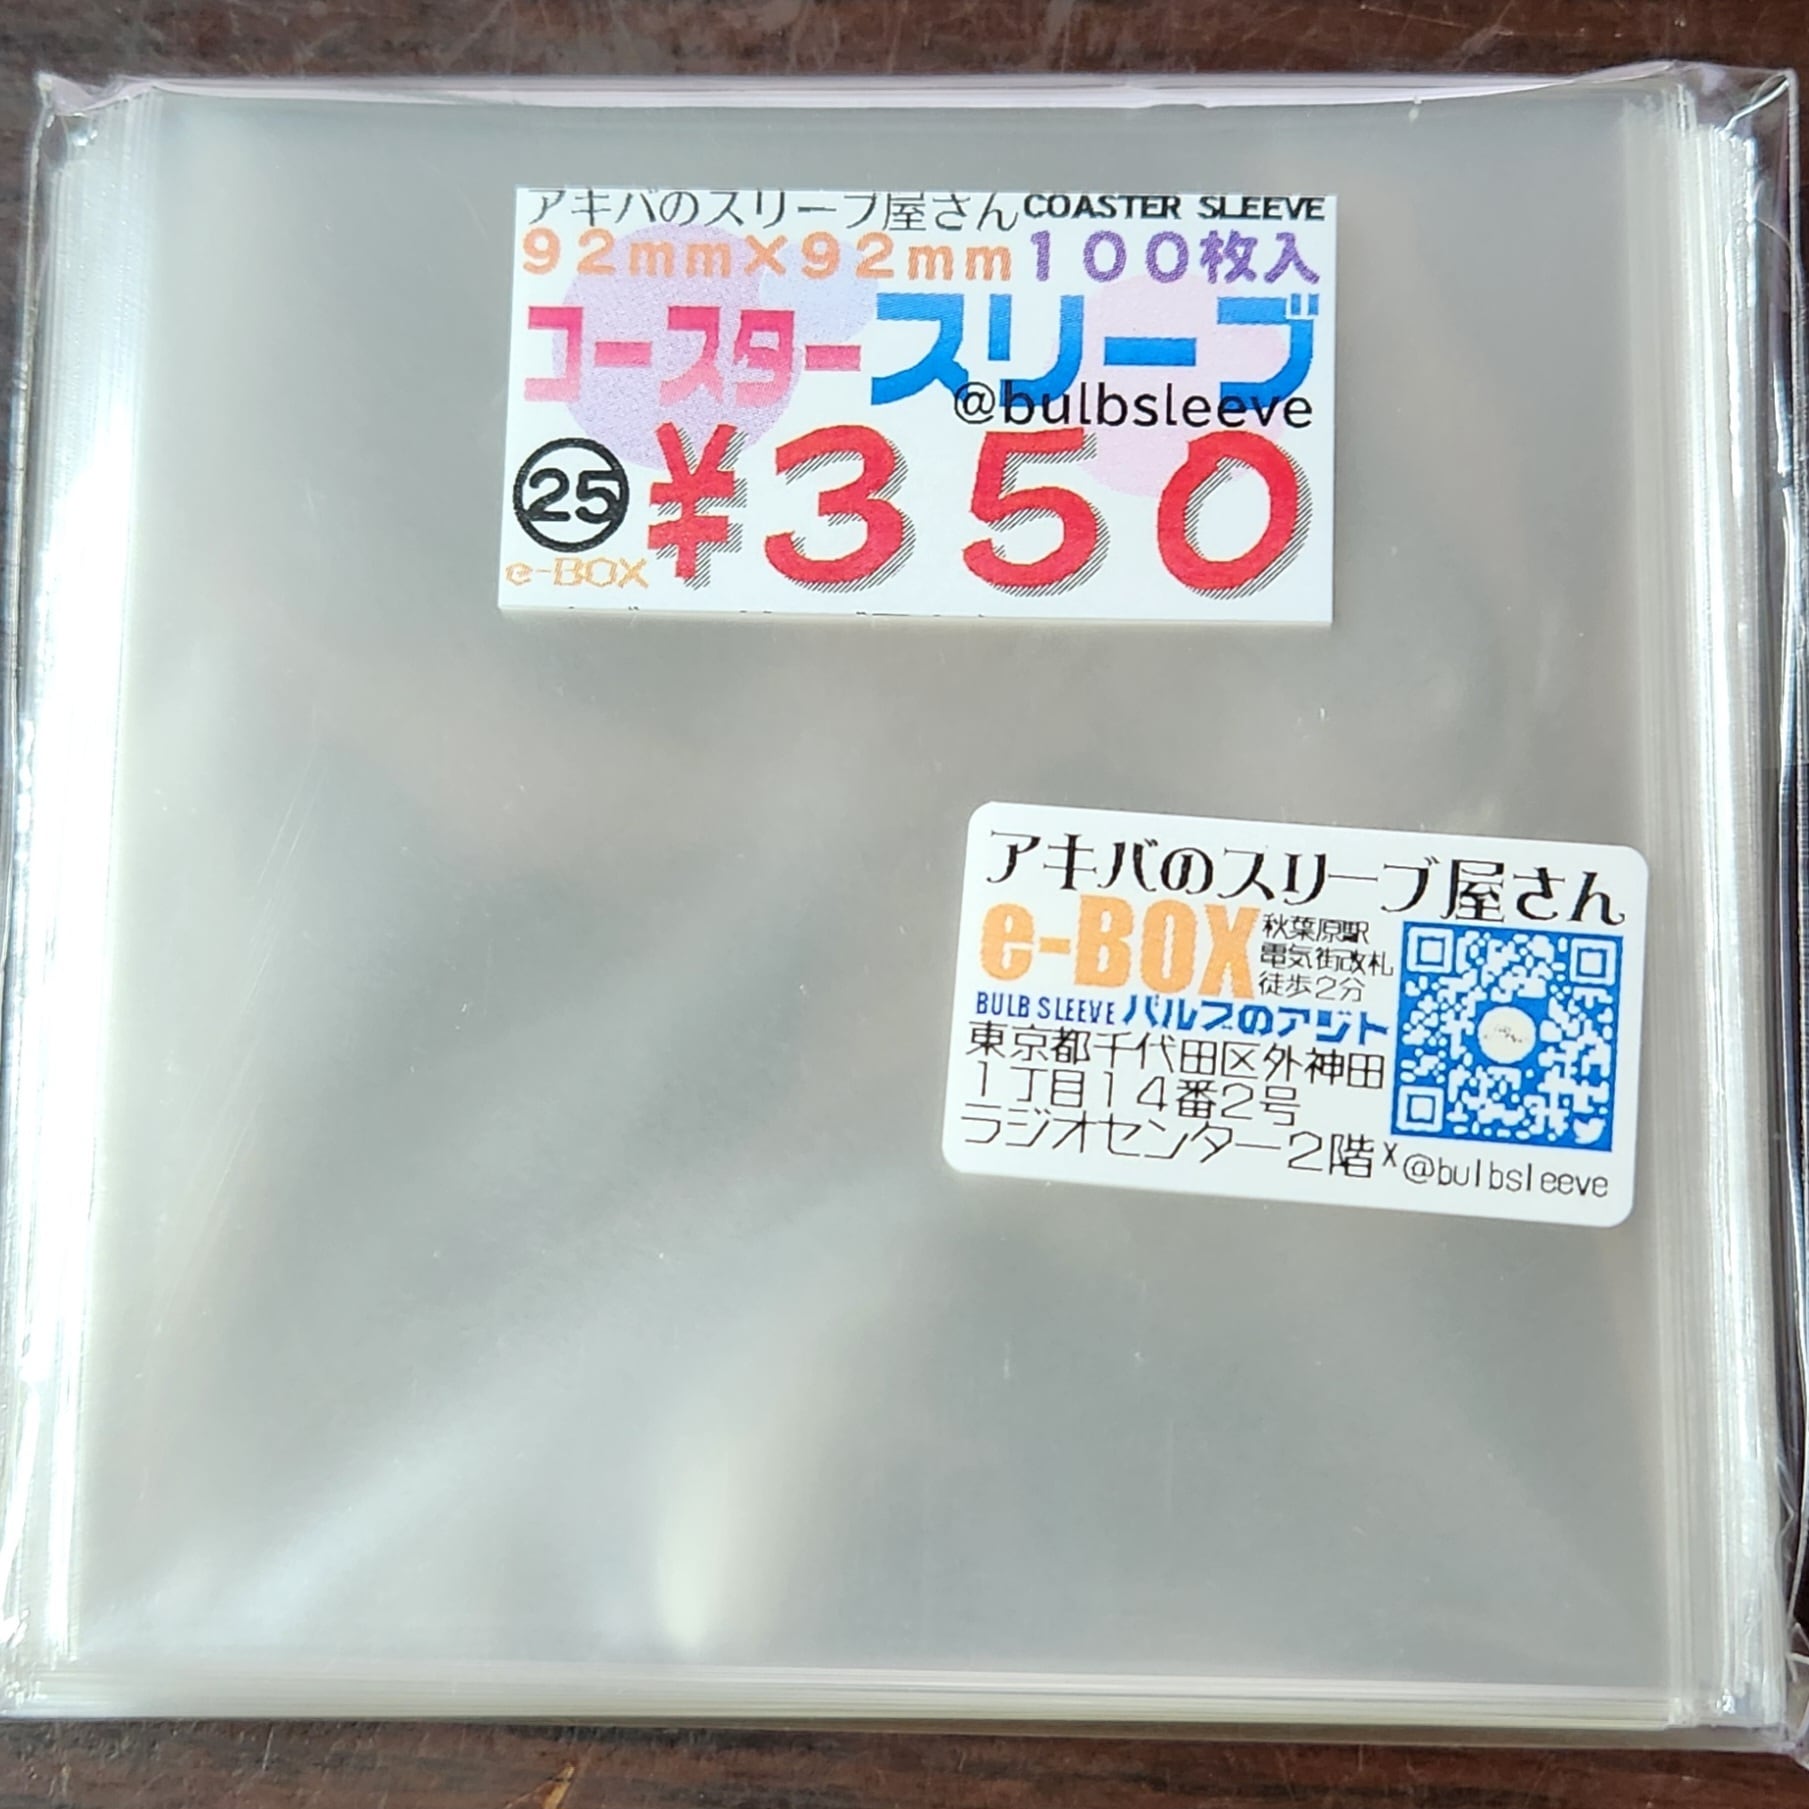 アキバのスリーブ屋さん COASTER SLEEVE
92mm×92mm 100枚入
コースタースリーブ
@bulbsleeve
㉕ ¥350
e-BOX
アキバのスリーブ屋さん
e-BOX
秋葉原駅
電気街改札
徒歩2分
BULB SLEEVE バルブのアジト
東京都千代田区外神田
1丁目14番2号
ラジオセンター2階
X @bulbsleeve